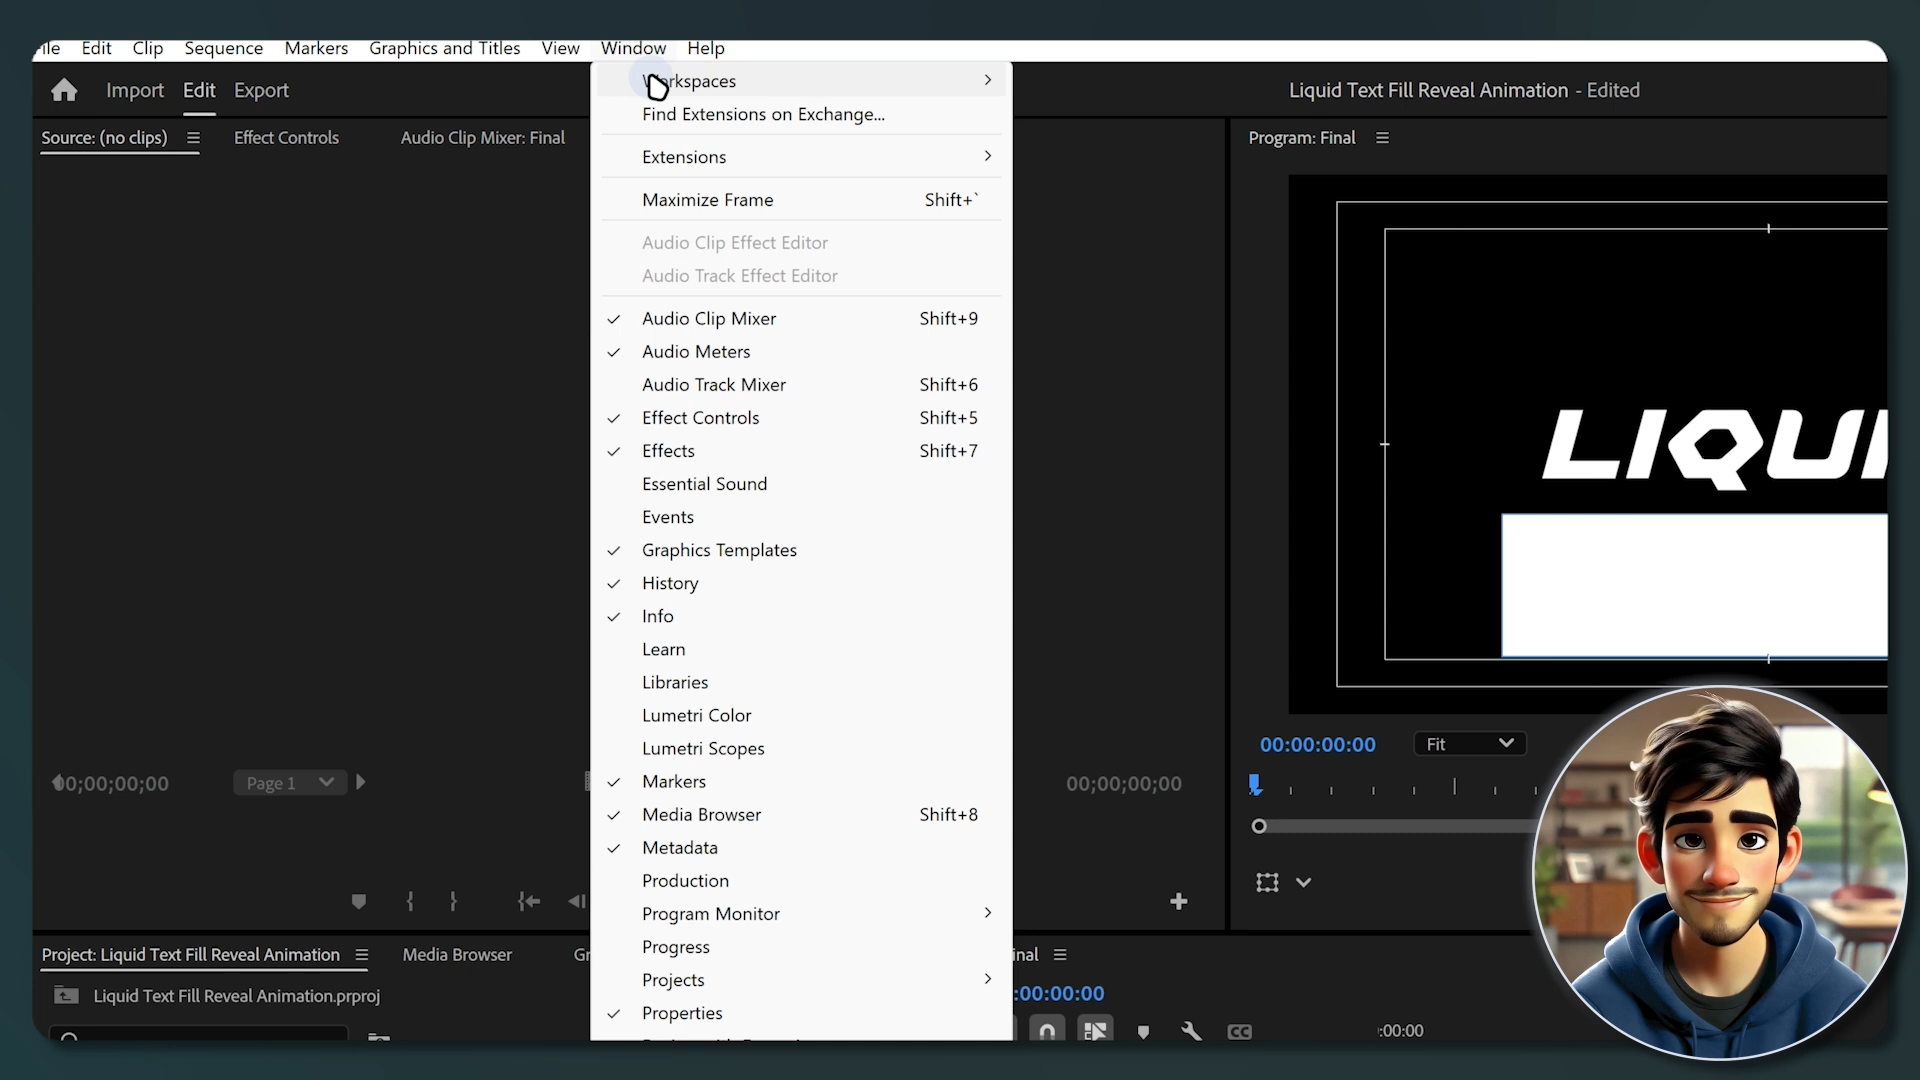 Edit Clip Sequence Markers Graphics and Titles View Window Help
Import Edit Export
Liquid Text Fill Reveal Animation - Edited
Find Extensions on Exchange...
Source: (no clips) Effect Controls Audio Clip Mixer: Final
Program: Final
Extensions
Maximize Frame Shift+`
Audio Clip Effect Editor
Audio Track Effect Editor
Audio Clip Mixer Shift+9
Audio Meters
Audio Track Mixer Shift+6
Effect Controls Shift+5
Effects Shift+7
Essential Sound
Events
Graphics Templates
History
Info
Learn
Libraries
Lumetri Color
Lumetri Scopes
Markers
Media Browser Shift+8
Metadata
Production
Program Monitor
Progress
Projects
Properties
LIQUI
00:00:00:00 Fit
00;00;00;00 Page 1 00;00;00;00
Project: Liquid Text Fill Reveal Animation Media Browser
Liquid Text Fill Reveal Animation.prproj
:00:00:00
:00:00
CC